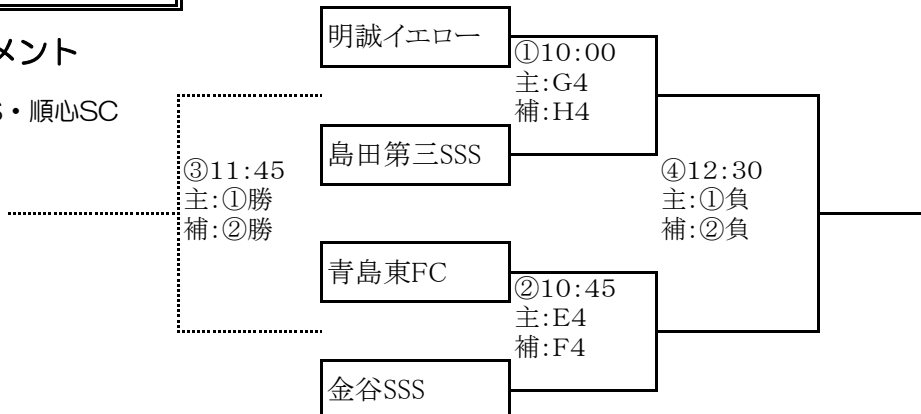 メント
・順心SC
明誠イエロー
①10:00
主:G4
補:H4
島田第三SSS
③11:45
主:①勝
補:②勝
④12:30
主:①負
補:②負
青島東FC
②10:45
主:E4
補:F4
金谷SSS